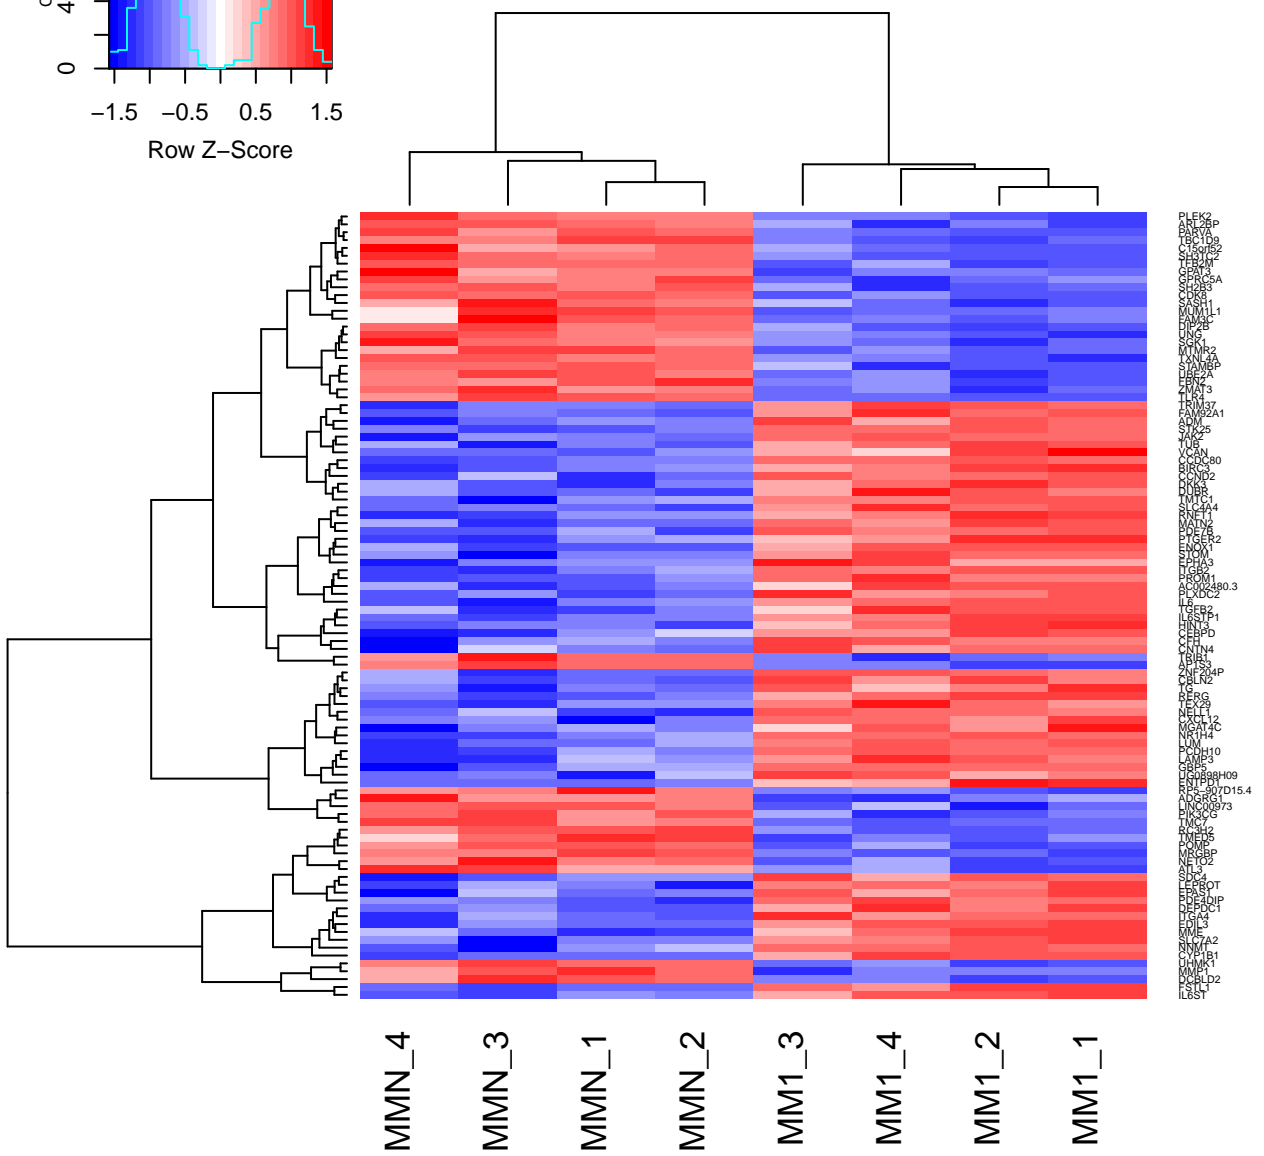 4
0
−1.5 −0.5 0.5 1.5
Row Z−Score
PLEK2
ARL2BP
PARVA
TBC1D9
C15orf52
SH3TC2
TFB2M
GPAT3
GPRC5A
SH2B3
CDK8
SASH1
MUM1L1
FAM3C
DIP2B
UNG
SGK1
MTMR2
TXNL4A
STAMBP
UBE2A
FBN2
ZMAT3
TLR4
TRIM37
FAM92A1
ADM
STK25
JAK2
TUB
VCAN
CCDC80
BIRC3
CCND2
DKK3
DUBR
TMTC1
SLC4A4
RNFT1
MATN2
PDE7B
PTGER2
ENOX1
STOM
EPHA3
ITGB2
PROM1
AC002480.3
PLXDC2
IL6
TGFB2
IL6STP1
HINT3
CEBPD
CFH
CNTN4
TRIB1
AP1S3
ZNF204P
CBLN2
TG
RERG
TEX29
NELL1
CXCL12
MGAT4C
NR1H4
LUM
PCDH10
LAMP3
GBP5
UG0898H09
ENTPD1
RP5−907D15.4
ADGRG1
LINC00973
PIK3CG
TMC7
RC3H2
TMED5
POMP
MRGBP
NETO2
ATL3
SDC4
LEPROT
EPAS1
PDE4DIP
DEPDC1
ITGA4
EDIL3
MME
SLC7A2
NNMT
CYP1B1
UHMK1
MMP1
DCBLD2
FSTL1
IL6ST
MMN_4 MMN_3 MMN_1 MMN_2 MM1_3 MM1_4 MM1_2 MM1_1